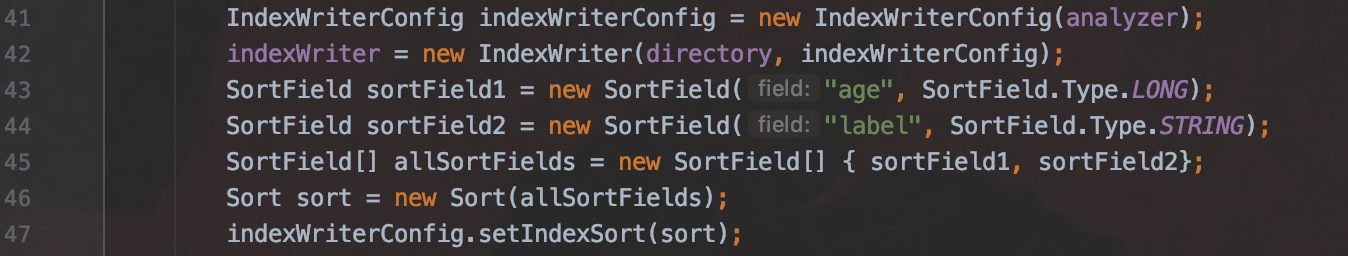 41 IndexWriterConfig indexWriterConfig = new IndexWriterConfig(analyzer);
42 indexWriter = new IndexWriter(directory, indexWriterConfig);
43 SortField sortField1 = new SortField( field: "age", SortField.Type.LONG);
44 SortField sortField2 = new SortField( field: "label", SortField.Type.STRING);
45 SortField[] allSortFields = new SortField[] { sortField1, sortField2};
46 Sort sort = new Sort(allSortFields);
47 indexWriterConfig.setIndexSort(sort);